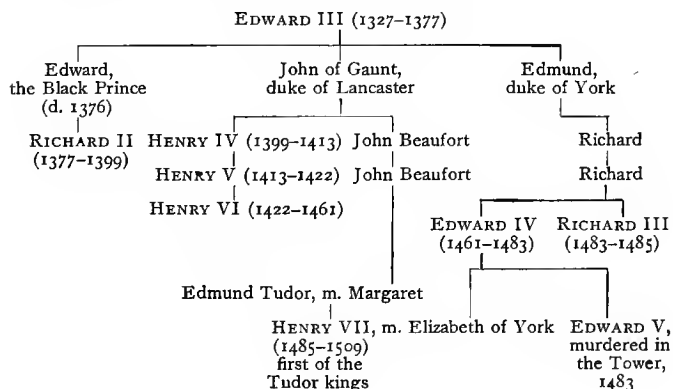 EDWARD III (1327–1377)
Edward, John of Gaunt, Edmund,
the Black Prince duke of Lancaster duke of York
(d. 1376)
RICHARD II HENRY IV (1399–1413) John Beaufort Richard
(1377–1399)
HENRY V (1413–1422) John Beaufort Richard
HENRY VI (1422–1461)
EDWARD IV RICHARD III
(1461–1483) (1483–1485)
Edmund Tudor, m. Margaret
HENRY VII, m. Elizabeth of York EDWARD V,
(1485–1509) murdered in
first of the the Tower,
Tudor kings 1483